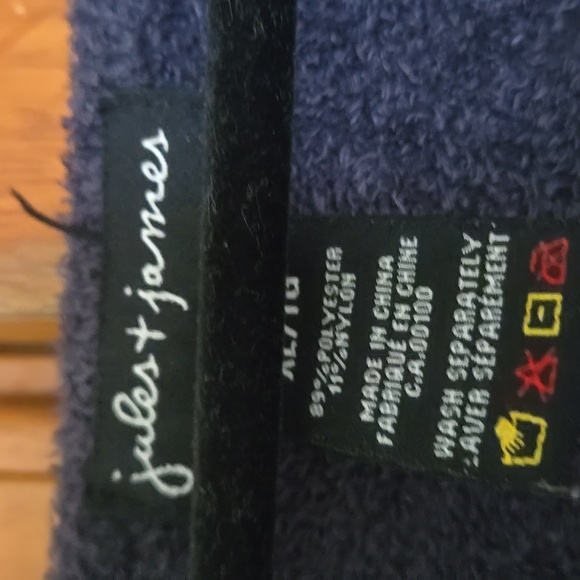 jules + james
XL/TG
89% POLYESTER
11% NYLON
MADE IN CHINA
FABRIQUÉ EN CHINE
C.A.00100
WASH SEPARATELY
LAVER SÉPARÉMENT